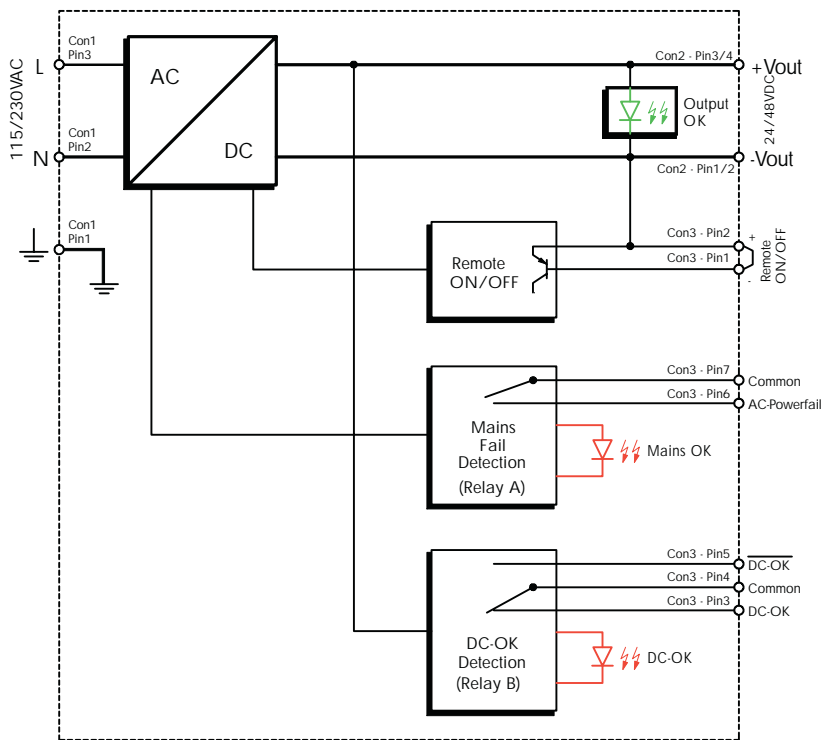 115/230VAC
Con1
Pin3
L
AC
DC
Con2 - Pin3/4
+Vout
24/48VDC
Output
OK
Con1
Pin2
N
-Vout
Con2 - Pin1/2
Con1
Pin1
Remote
ON/OFF
Con3 - Pin2
+
Con3 - Pin1
-
Remote
ON/OFF
Con3 - Pin7
Common
Con3 - Pin6
AC-Powerfail
Mains
Fail
Detection
(Relay A)
Mains OK
Con3 - Pin5
DC-OK
Con3 - Pin4
Common
Con3 - Pin3
DC-OK
DC-OK
Detection
(Relay B)
DC-OK